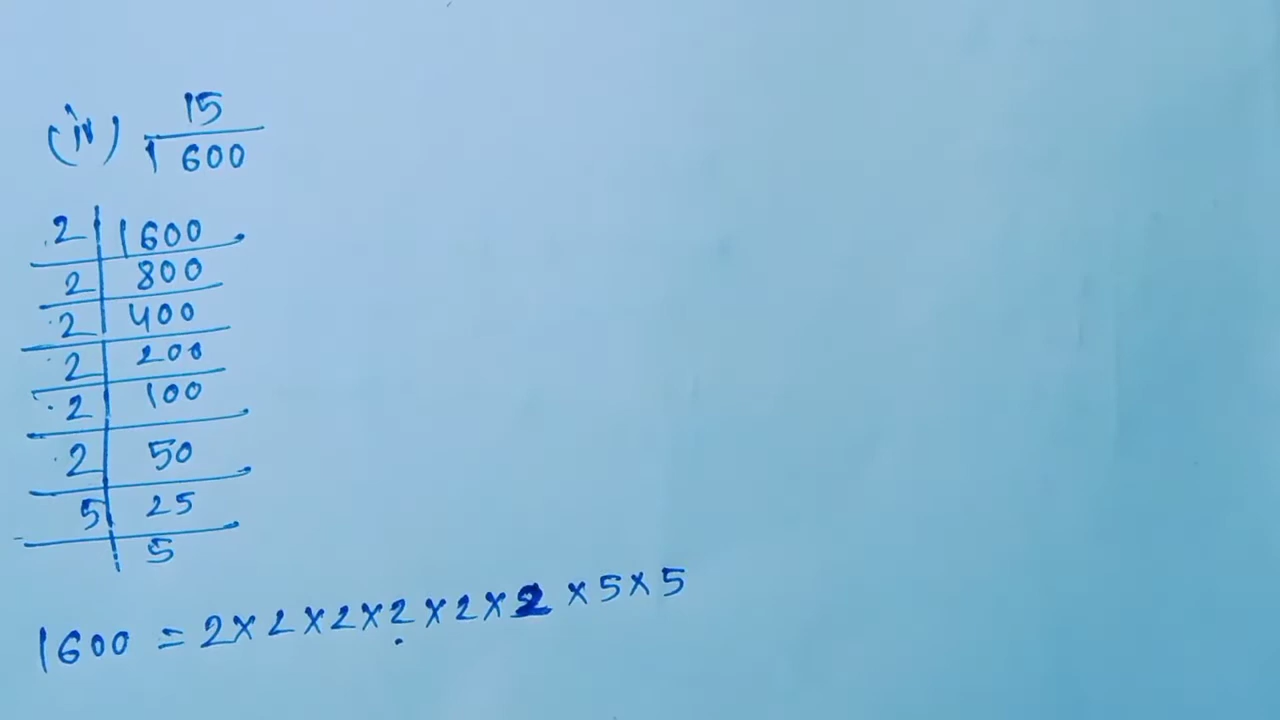 (iv) 15
1600
2 | 1600
2 | 800
2 | 400
2 | 200
2 | 100
2 | 50
5 | 25
| 5
1600 = 2×2×2×2×2×2×5×5